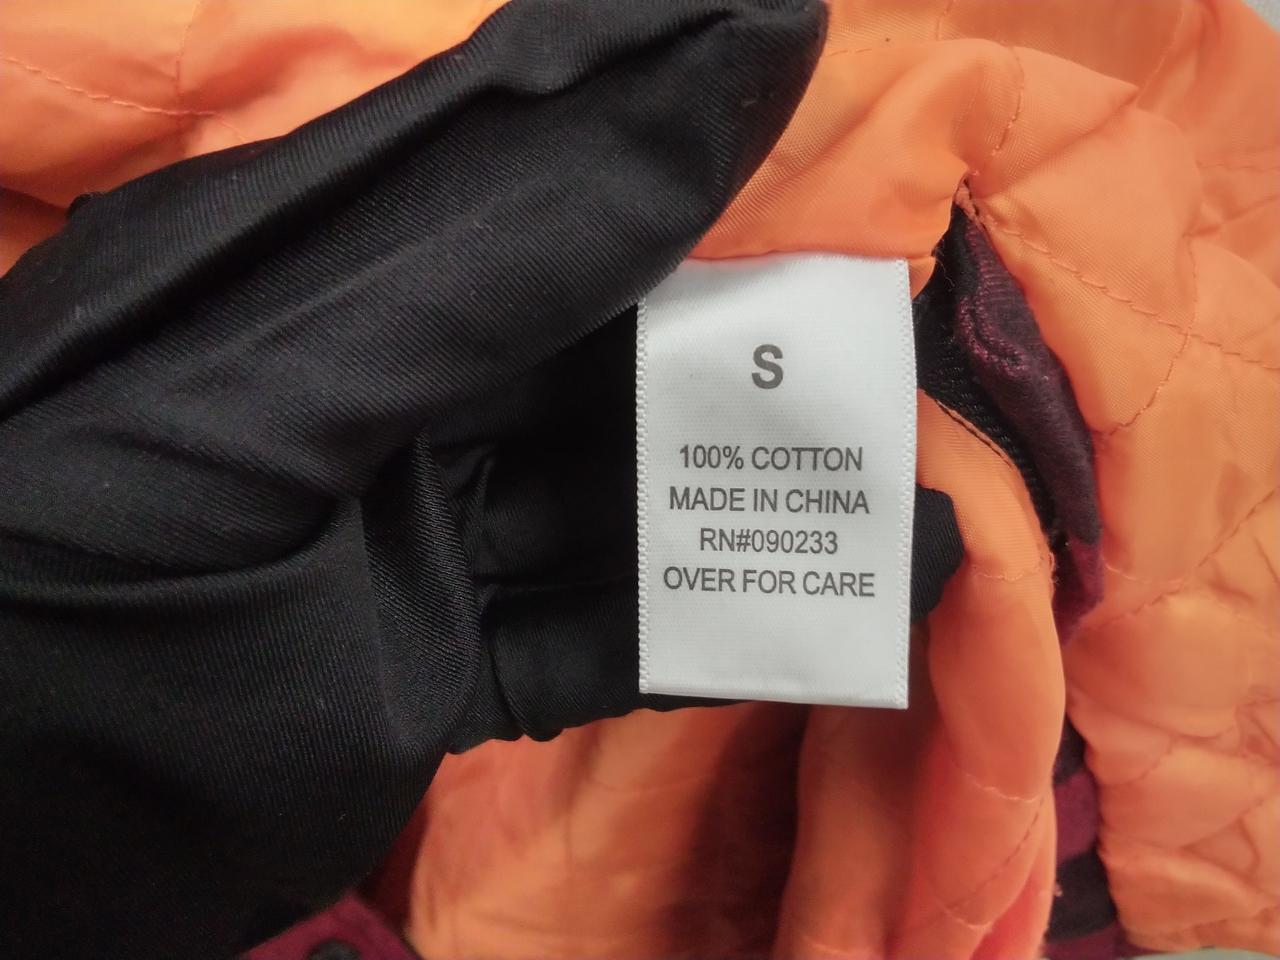 S
100% COTTON
MADE IN CHINA
RN#090233
OVER FOR CARE